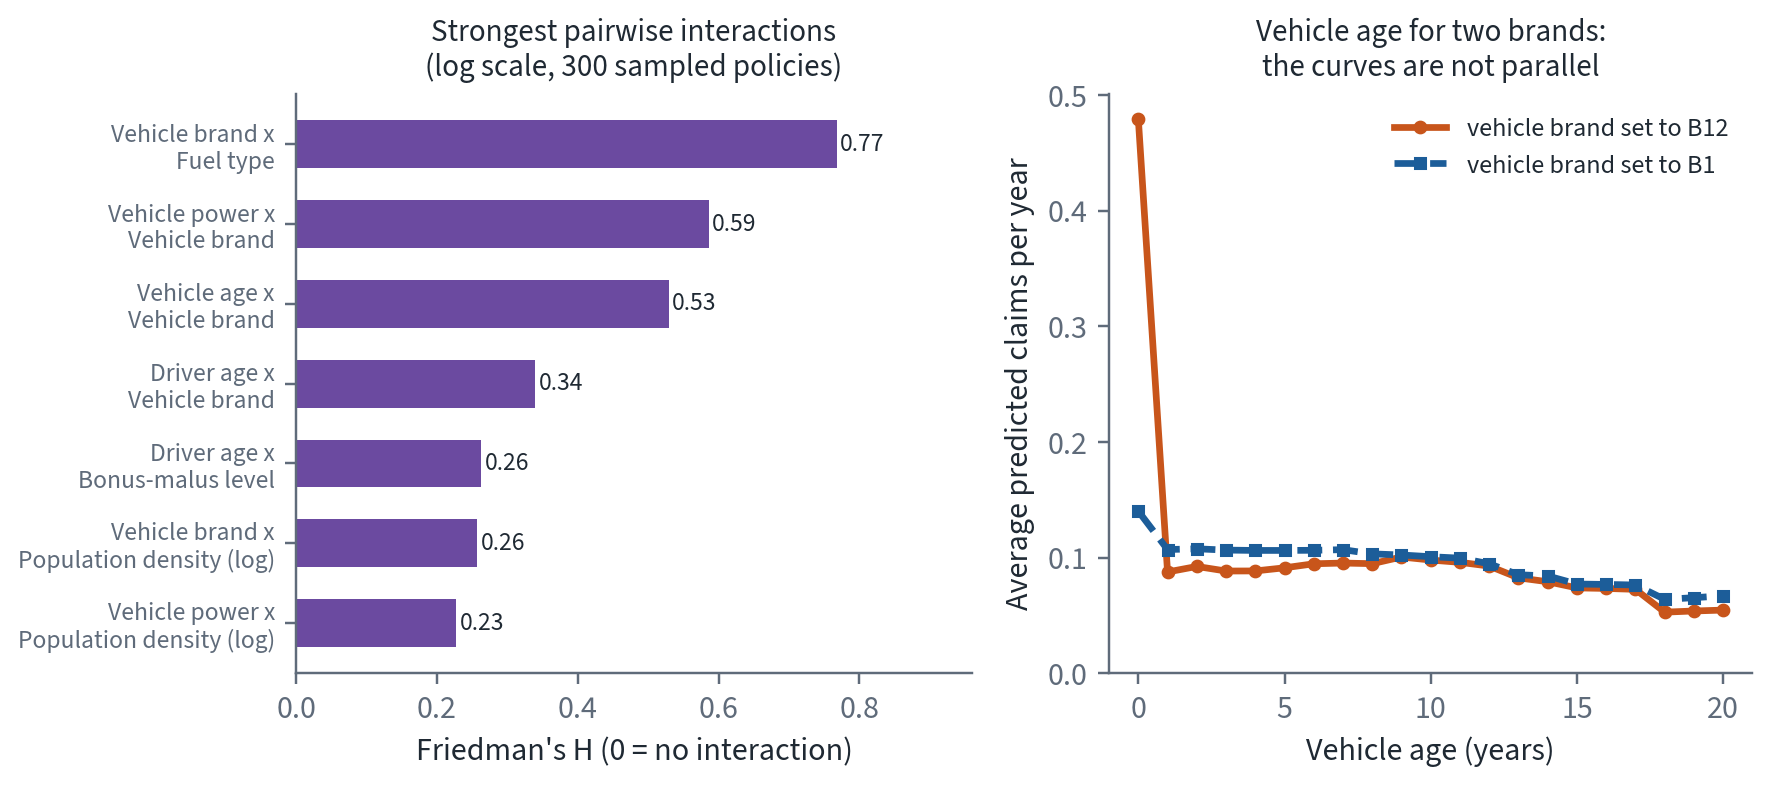 Strongest pairwise interactions
(log scale, 300 sampled policies)
Vehicle brand x
Fuel type
0.77
Vehicle power x
Vehicle brand
0.59
Vehicle age x
Vehicle brand
0.53
Driver age x
Vehicle brand
0.34
Driver age x
Bonus-malus level
0.26
Vehicle brand x
Population density (log)
0.26
Vehicle power x
Population density (log)
0.23
0.0 0.2 0.4 0.6 0.8
Friedman's H (0 = no interaction)
Vehicle age for two brands:
the curves are not parallel
vehicle brand set to B12
vehicle brand set to B1
Average predicted claims per year
0.5
0.4
0.3
0.2
0.1
0.0
0 5 10 15 20
Vehicle age (years)